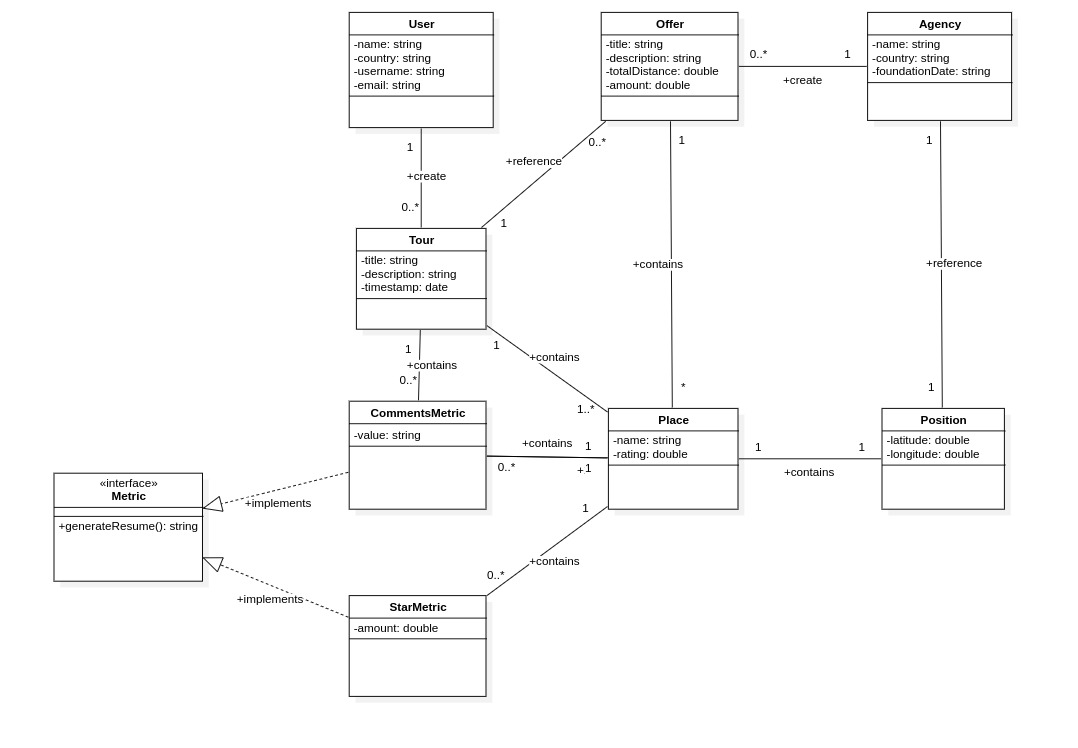 User
-name: string
-country: string
-username: string
-email: string
Offer
-title: string
-description: string
-totalDistance: double
-amount: double
Agency
-name: string
-country: string
-foundationDate: string
0..*
1
+create
1
+create
0..*
0..*
+reference
1
1
+contains
*
1
+reference
1
Tour
-title: string
-description: string
-timestamp: date
1
+contains
0..*
1
+contains
1..*
CommentsMetric
-value: string
+contains
1
0..*
+1
Place
-name: string
-rating: double
1
1
+contains
Position
-latitude: double
-longitude: double
«interface»
Metric
+generateResume(): string
+implements
+implements
1
+contains
0..*
StarMetric
-amount: double